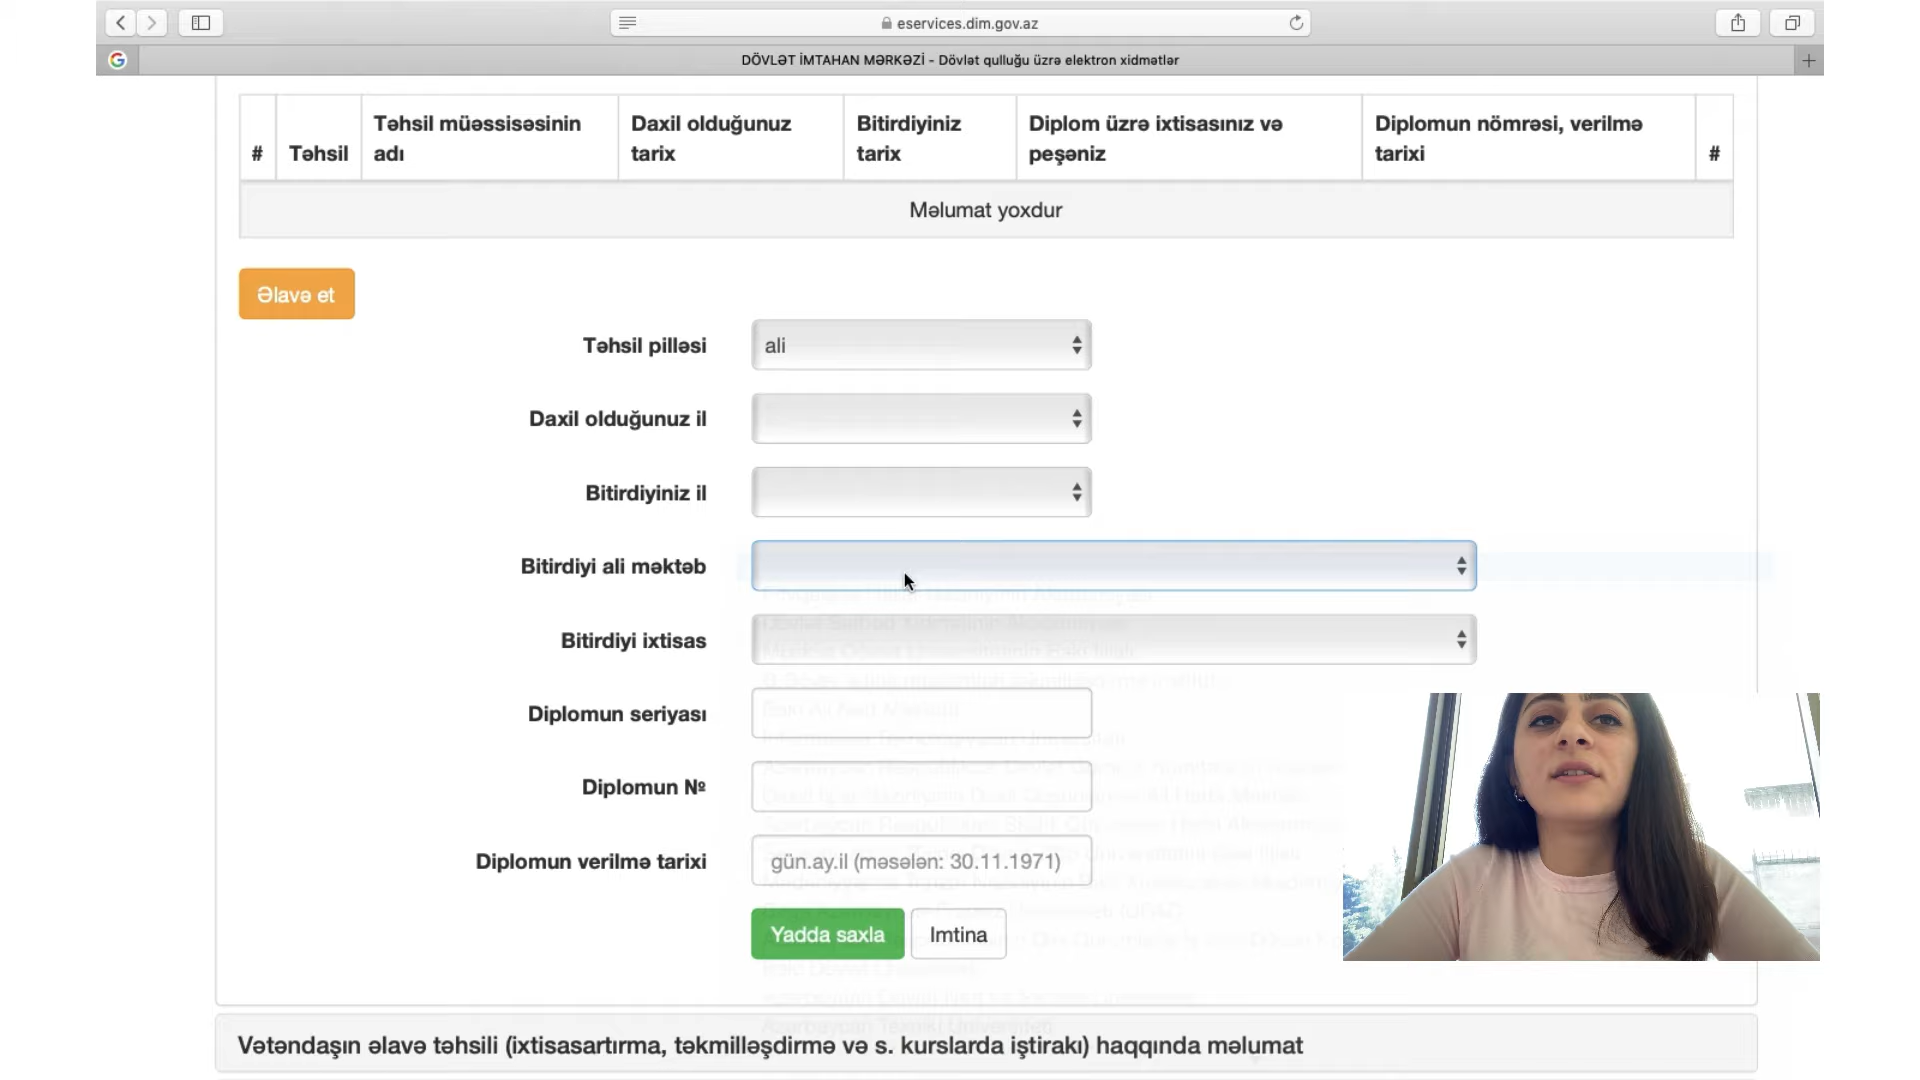 eservices.dim.gov.az
DÖVLƏT İMTAHAN MƏRKƏZİ - Dövlət qulluğu üzrə elektron xidmətlər
# Təhsil Təhsil müəssisəsinin adı Daxil olduğunuz tarix Bitirdiyiniz tarix Diplom üzrə ixtisasınız və peşəniz Diplomun nömrəsi, verilmə tarixi #
Məlumat yoxdur
Əlavə et
Təhsil pilləsi ali
Daxil olduğunuz il
Bitirdiyiniz il
Bitirdiyi ali məktəb
Bitirdiyi ixtisas
Diplomun seriyası
Diplomun №
Diplomun verilmə tarixi gün.ay.il (məsələn: 30.11.1971)
Yadda saxla Imtina
Vətəndaşın əlavə təhsili (ixtisasartırma, təkmilləşdirmə və s. kurslarda iştirakı) haqqında məlumat